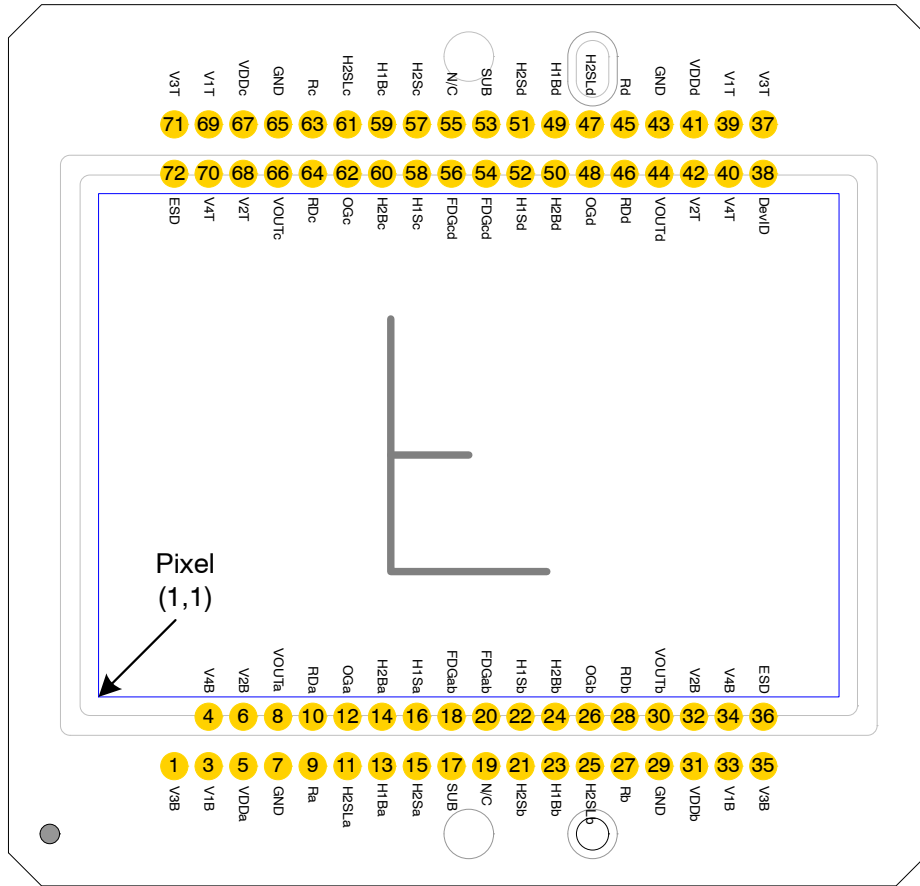 V3T V1T VDDc GND Rc H2SLc H1Bc H2Sc N/C SUB H2Sd H1Bd H2SLd Rd GND VDDd V1T V3T
71 69 67 65 63 61 59 57 55 53 51 49 47 45 43 41 39 37
72 70 68 66 64 62 60 58 56 54 52 50 48 46 44 42 40 38
ESD V4T V2T VOUTc RDc OGc H2Bc H1Sc FDGcd FDGcd H1Sd H2Bd OGd RDd VOUTd V2T V4T DevID
Pixel
(1,1)
V4B V2B VOUTa RDa OGa H2Ba H1Sa FDGab FDGab H1Sb H2Bb OGb RDb VOUTb V2B V4B ESD
4 6 8 10 12 14 16 18 20 22 24 26 28 30 32 34 36
1 3 5 7 9 11 13 15 17 19 21 23 25 27 29 31 33 35
V3B V1B VDDa GND Ra H2SLa H1Ba H2Sa SUB N/C H2Sb H1Bb H2SLb Rb GND VDDb V1B V3B